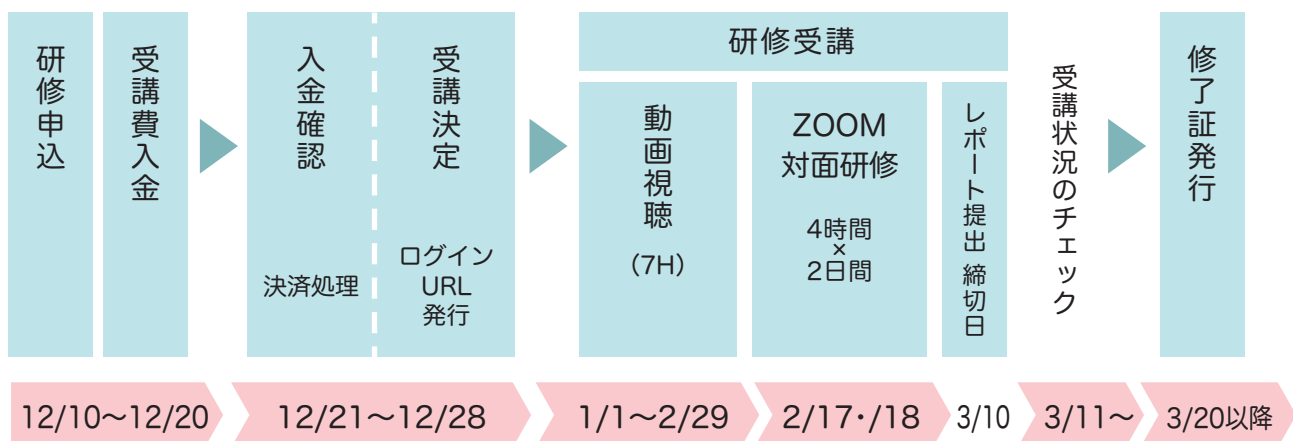 研修申込
受講費入金
入金確認
決済処理
受講決定
ログイン
URL
発行
研修受講
動画視聴
(7H)
ZOOM
対面研修
4時間
×
2日間
レポート提出 締切日
受講状況のチェック
修了証発行
12/10〜12/20
12/21〜12/28
1/1〜2/29
2/17・/18
3/10
3/11〜
3/20以降